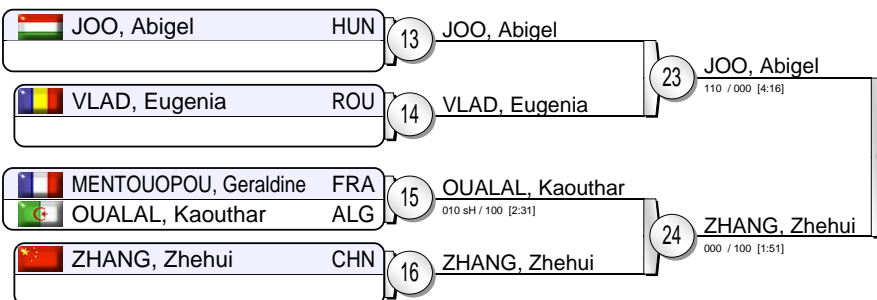 JOO, Abigel HUN
13
JOO, Abigel
23
JOO, Abigel
110 / 000 [4:16]
VLAD, Eugenia ROU
14
VLAD, Eugenia
MENTOUOPOU, Geraldine FRA
OUALAL, Kaouthar ALG
15
OUALAL, Kaouthar
010 sH / 100 [2:31]
24
ZHANG, Zhehui
000 / 100 [1:51]
ZHANG, Zhehui CHN
16
ZHANG, Zhehui